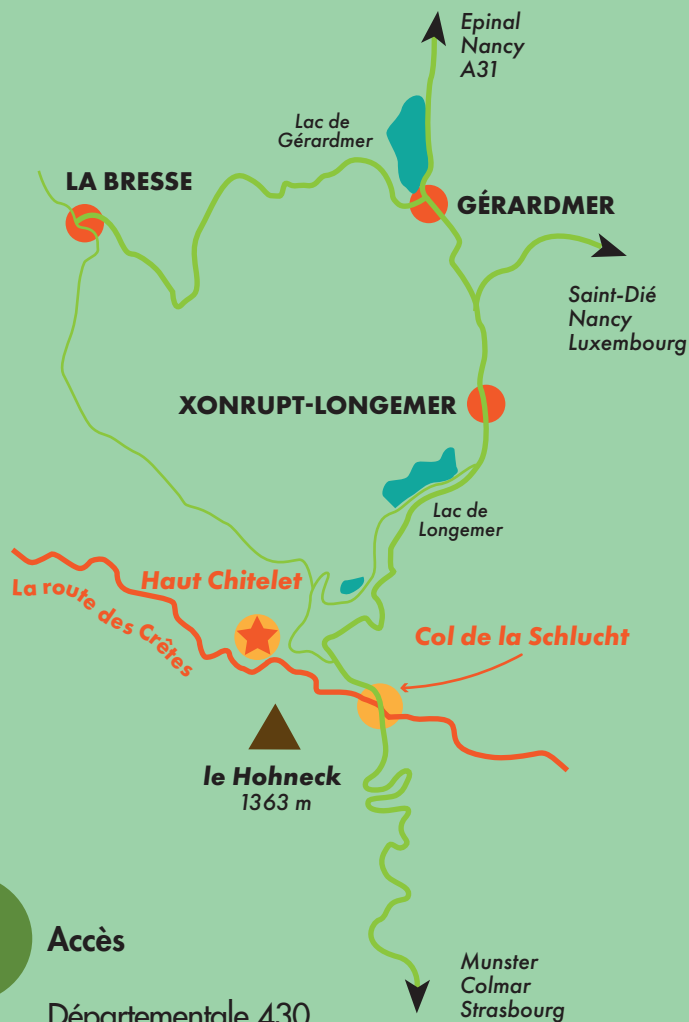 Epinal
Nancy
A31
Lac de
Gérardmer
LA BRESSE
GÉRARDMER
Saint-Dié
Nancy
Luxembourg
XONRUPT-LONGEMER
Lac de
Longemer
Haut Chitelet
La route des Crêtes
Col de la Schlucht
le Hohneck
1363 m
Accès
Munster
Colmar
Strasbourg
Départementale 430